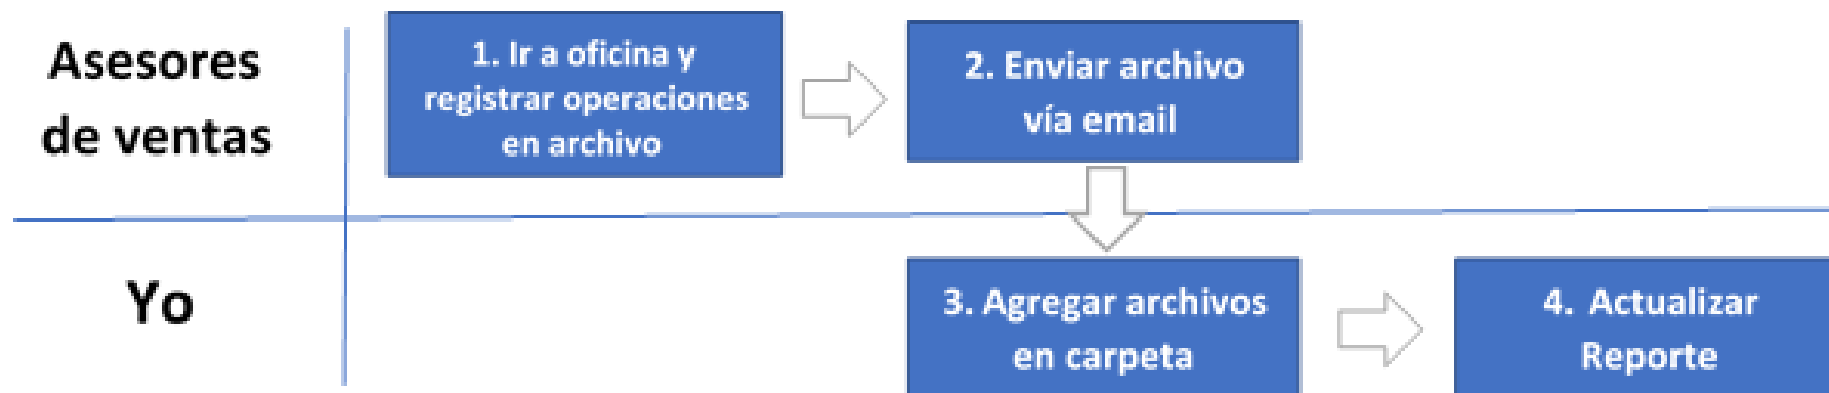 Asesores
de ventas
1. Ir a oficina y
registrar operaciones
en archivo
2. Enviar archivo
vía email
Yo
3. Agregar archivos
en carpeta
4. Actualizar
Reporte